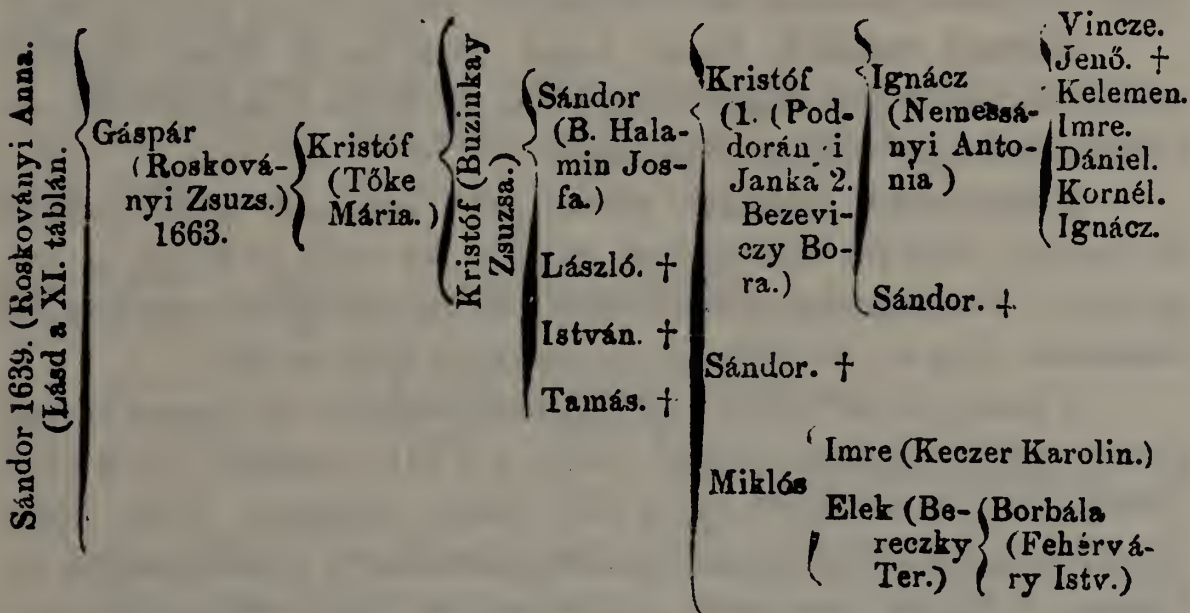 Sándor 1639. (Roskoványi Anna.
(Lásd a XI. táblán.
Gáspár
(Rosková-
nyi Zsuzs.)
1663.
Kristóf
(Tőke
Mária.)
Kristóf (Buzinkay
Zsuzsa.)
Sándor
(B. Hala-
min Jos-
fa.)
László. †
István. †
Tamás. †
Kristóf
(1. (Pod-
dorán i
Janka 2.
Bezevi-
czy Bo-
ra.)
Sándor. †
Miklós
Ignácz
(Nemessá-
nyi Anto-
nia)
Sándor. †
Vincze.
Jenő. †
Kelemen.
Imre.
Dániel.
Kornél.
Ignácz.
Imre (Keczer Karolin.)
Elek (Be-
reczky
Ter.)
Borbála
(Fehérvá-
ry Istv.)